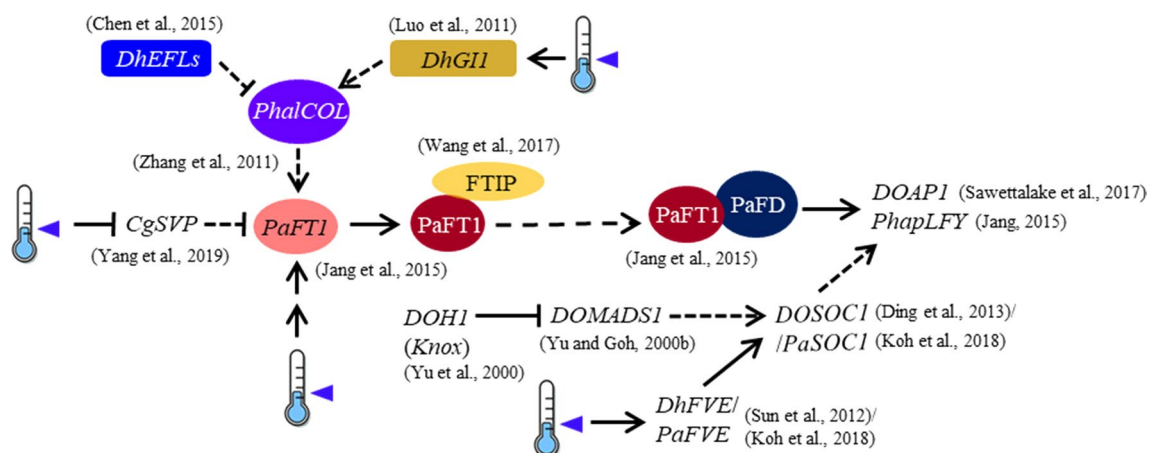 (Chen et al., 2015)
(Luo et al., 2011)
DhEFLs
DhGI1
PhalCOL
(Zhang et al., 2011)
(Wang et al., 2017)
FTIP
CgSVP
(Yang et al., 2019)
PaFT1
(Jang et al., 2015)
PaFT1
PaFT1
PaFD
(Jang et al., 2015)
DOAP1 (Sawettalake et al., 2017)
PhapLFY (Jang, 2015)
DOH1
(Knox)
(Yu et al., 2000)
DOMADS1
(Yu and Goh, 2000b)
DOSOC1 (Ding et al., 2013)/
/PaSOC1 (Koh et al., 2018)
DhFVE/ (Sun et al., 2012)/
PaFVE (Koh et al., 2018)